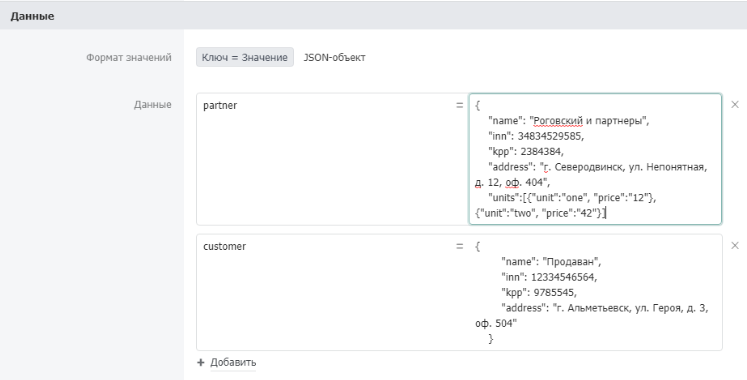 Данные
Формат значений Ключ = Значение JSON-объект
Данные partner = {
"name": "Роговский и партнеры",
"inn": 34834529585,
"kpp": 2384384,
"address": "г. Северодвинск, ул. Непонятная,
д. 12, оф. 404",
"units":[{"unit":"one", "price":"12"},
{"unit":"two", "price":"42"}]
customer = {
"name": "Продаван",
"inn": 12334546564,
"kpp": 9785545,
"address": "г. Альметьевск, ул. Героя, д. 3,
оф. 504"
}
+ Добавить